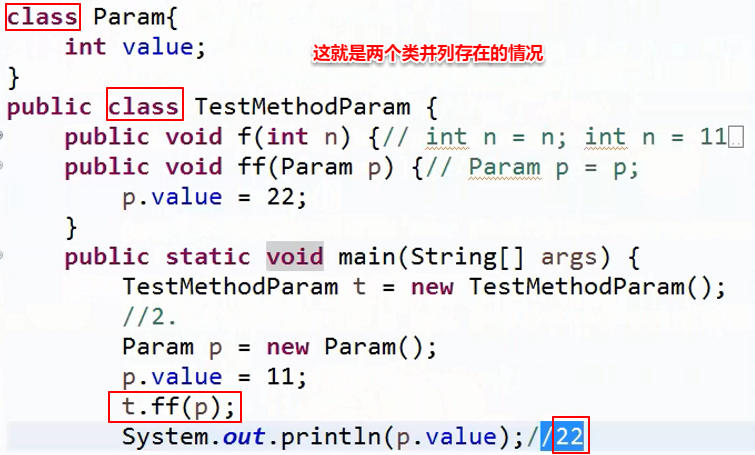 class Param{
int value;
这就是两个类并列存在的情况
}
public class TestMethodParam {
public void f(int n) {// int n = n; int n = 11
public void ff(Param p) {// Param p = p;
p.value = 22;
}
public static void main(String[] args) {
TestMethodParam t = new TestMethodParam();
//2.
Param p = new Param();
p.value = 11;
t.ff(p);
System.out.println(p.value);//22